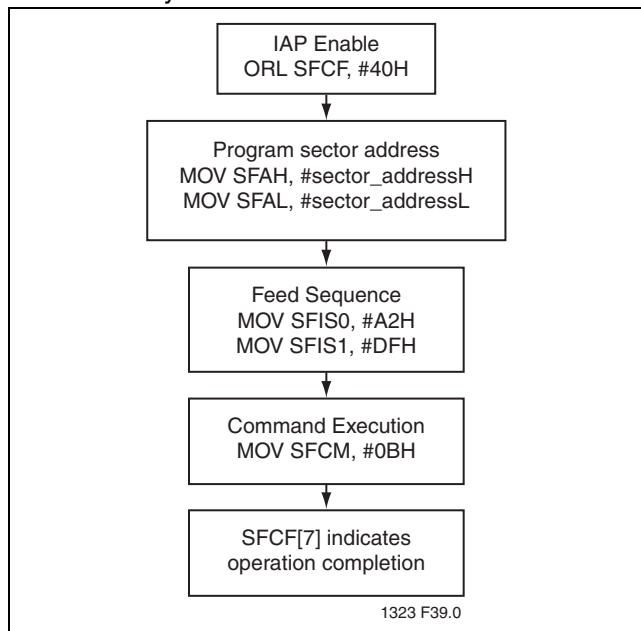 IAP Enable
ORL SFCF, #40H
Program sector address
MOV SFAH, #sector_addressH
MOV SFAL, #sector_addressL
Feed Sequence
MOV SFIS0, #A2H
MOV SFIS1, #DFH
Command Execution
MOV SFCM, #0BH
SFCF[7] indicates
operation completion
1323 F39.0